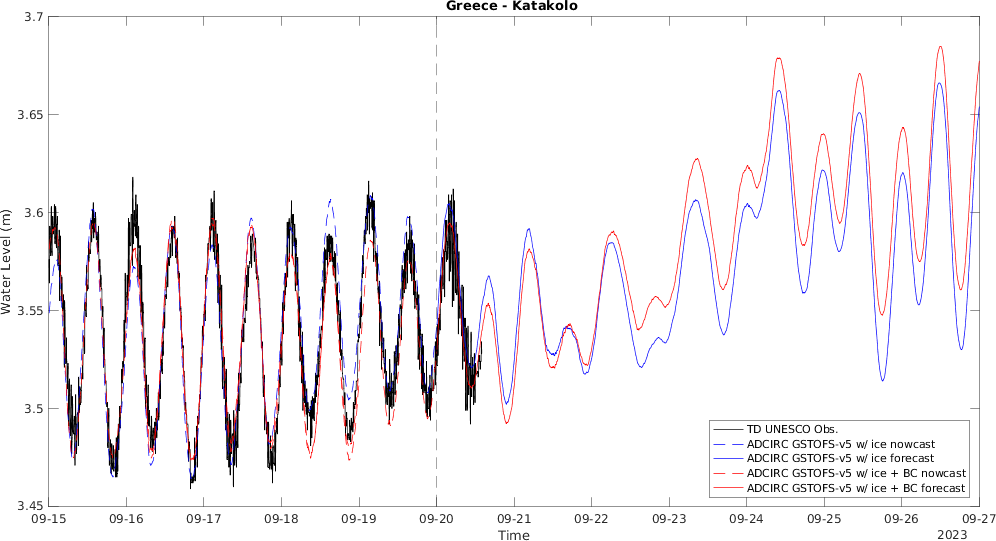 Greece - Katakolo
3.7
3.65
3.6
3.55
3.5
3.45
Water Level (m)
TD UNESCO Obs.
ADCIRC GSTOFS-v5 w/ ice nowcast
ADCIRC GSTOFS-v5 w/ ice forecast
ADCIRC GSTOFS-v5 w/ ice + BC nowcast
ADCIRC GSTOFS-v5 w/ ice + BC forecast
09-15 09-16 09-17 09-18 09-19 09-20 09-21 09-22 09-23 09-24 09-25 09-26 09-27
Time
2023